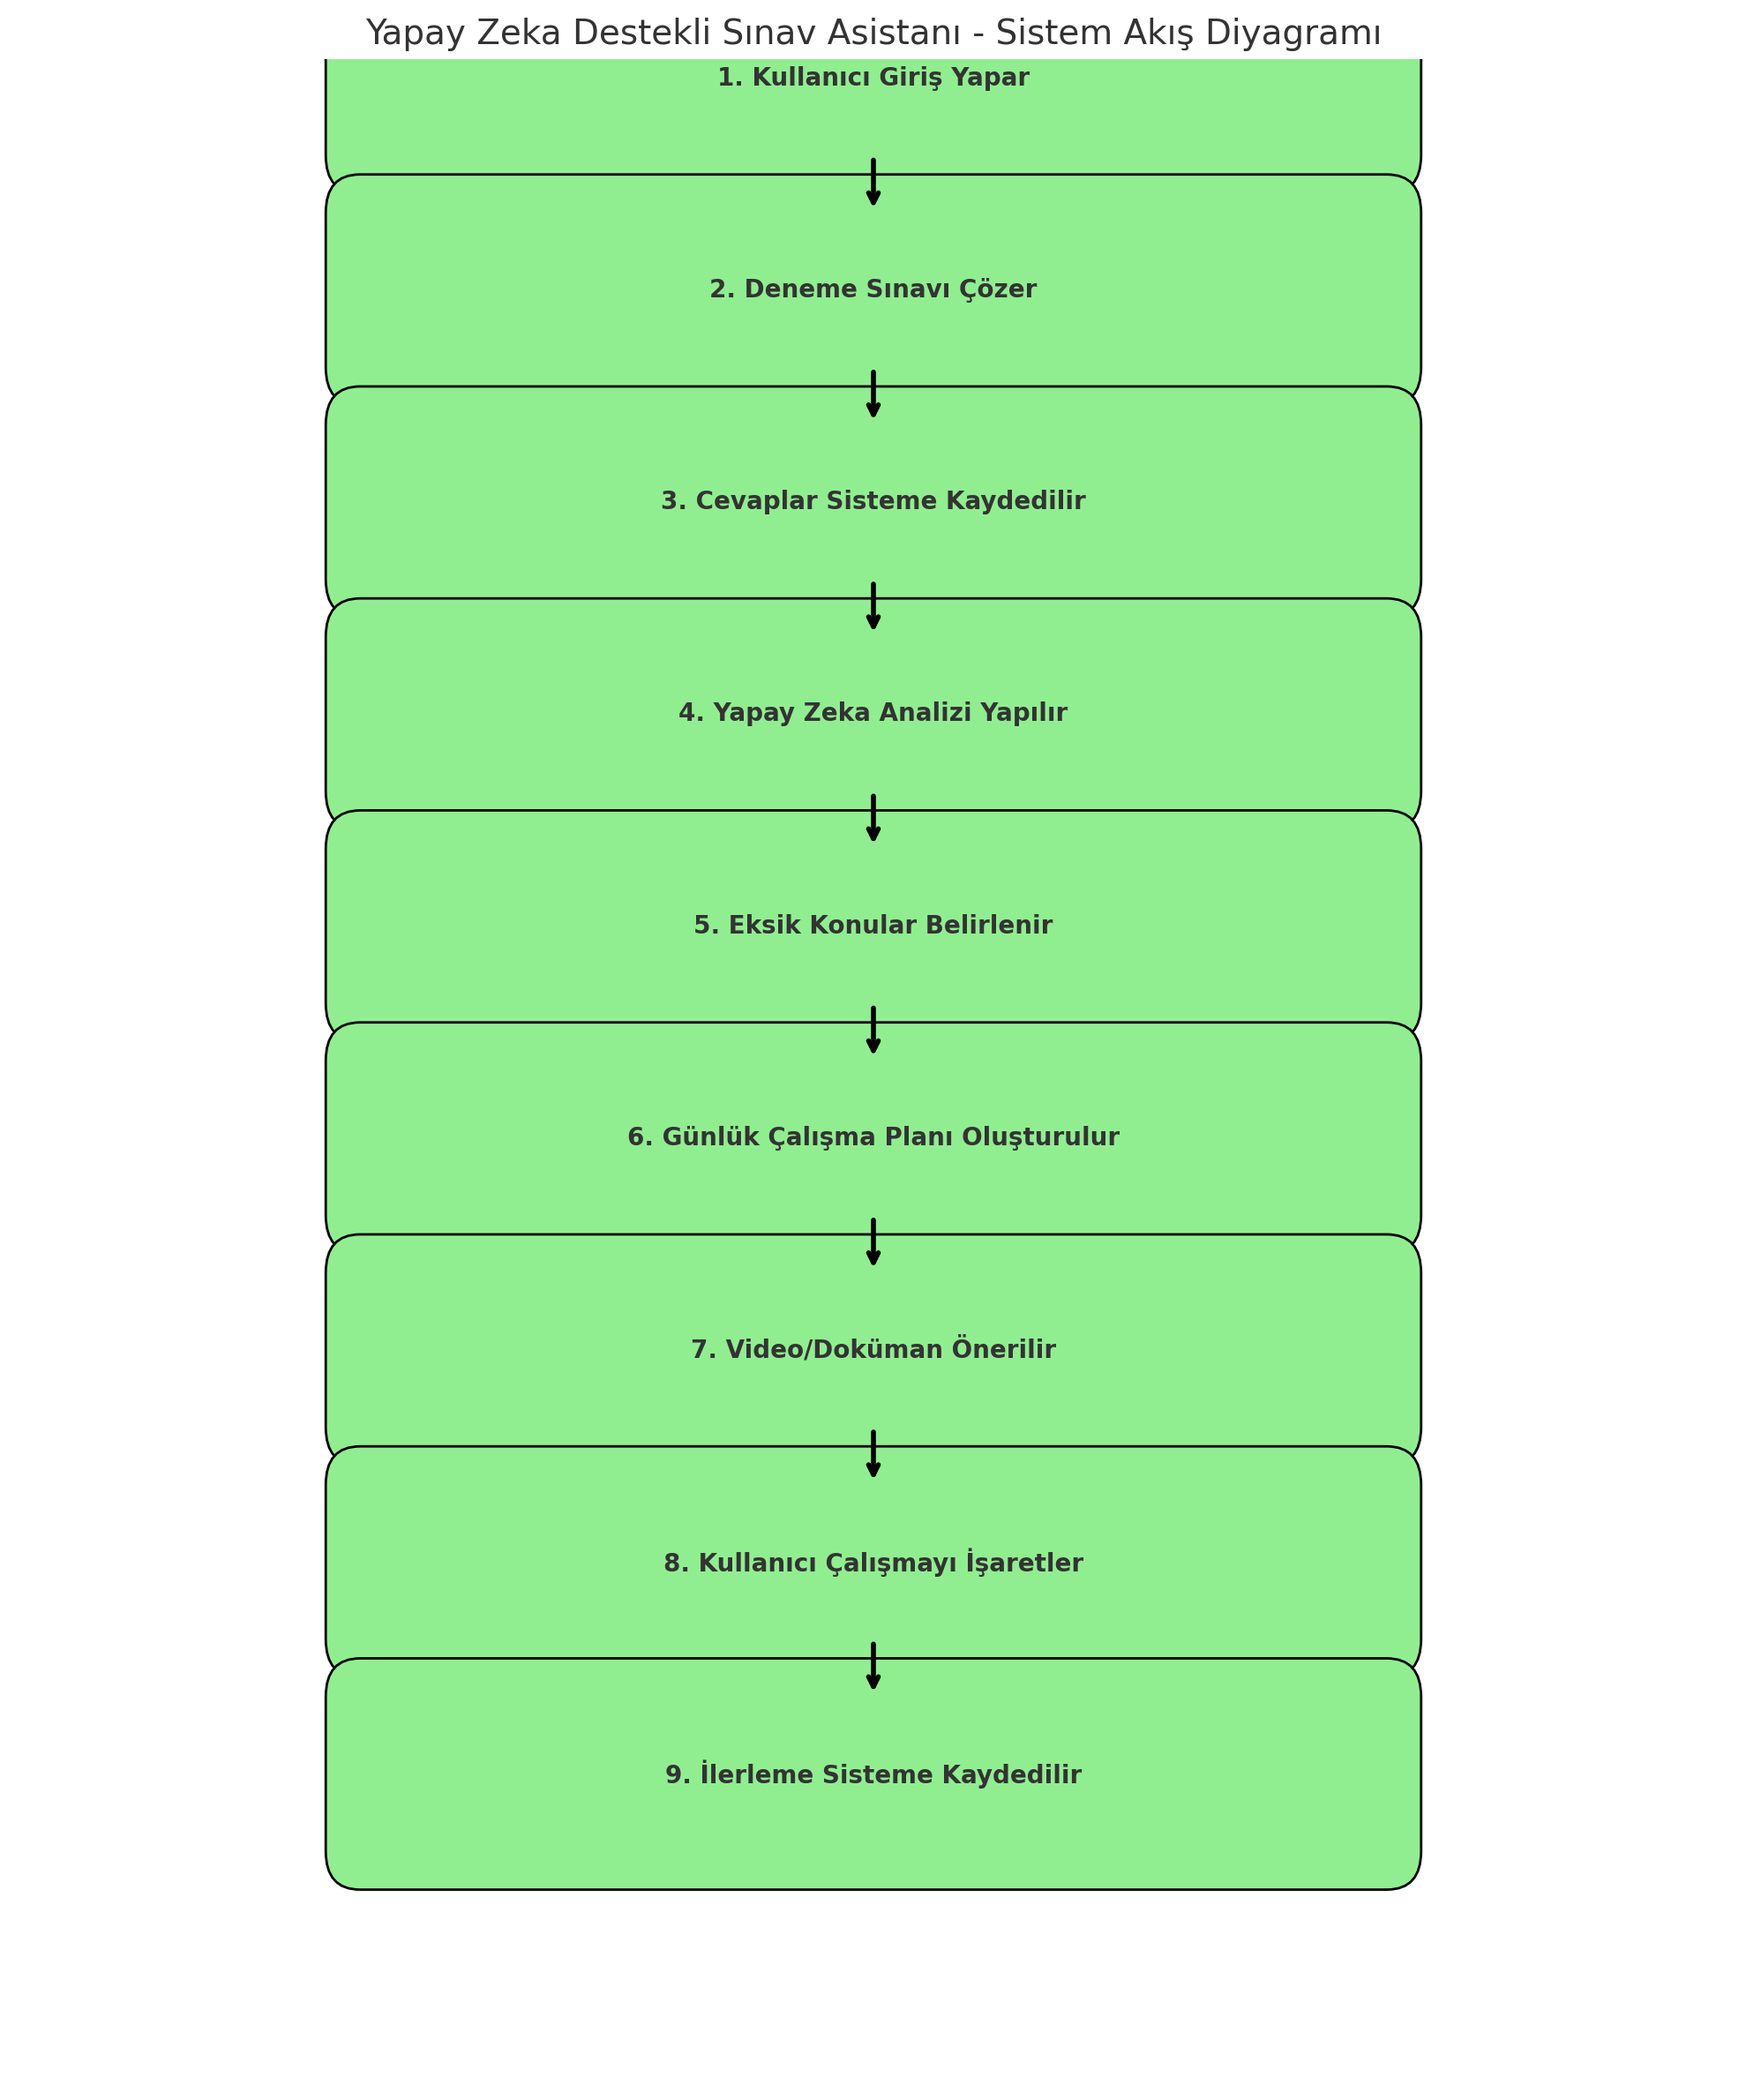 Yapay Zeka Destekli Sınav Asistanı - Sistem Akış Diyagramı
1. Kullanıcı Giriş Yapar
2. Deneme Sınavı Çözer
3. Cevaplar Sisteme Kaydedilir
4. Yapay Zeka Analizi Yapılır
5. Eksik Konular Belirlenir
6. Günlük Çalışma Planı Oluşturulur
7. Video/Doküman Önerilir
8. Kullanıcı Çalışmayı İşaretler
9. İlerleme Sisteme Kaydedilir